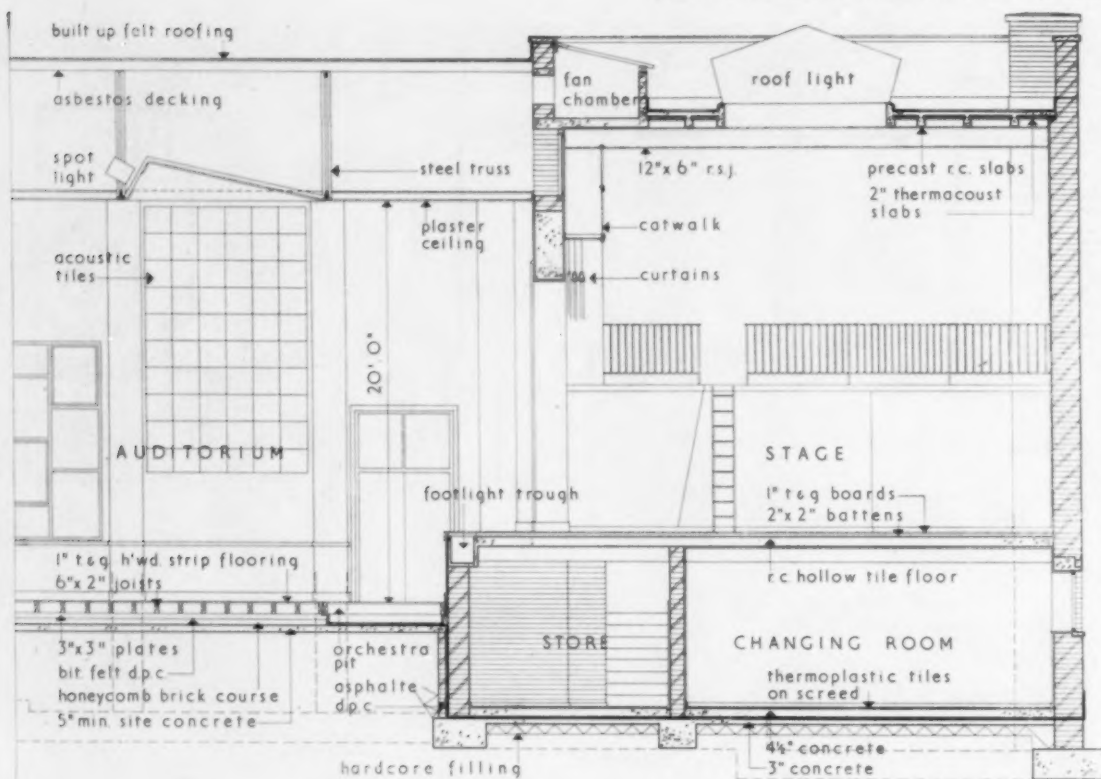 built up felt roofing
asbestos decking
spot
light
steel truss
plaster
ceiling
acoustic
tiles
20' 0"
AUDITORIUM
fan
chamber
roof light
12"x 6" r.s.j.
precast r.c. slabs
2" thermacoust
slabs
catwalk
curtains
STAGE
1" t&g boards
2"x 2" battens
footlight trough
1" t&g h'wd. strip flooring
6"x 2" joists
r.c. hollow tile floor
3"x3" plates
bit. felt d.p.c
honeycomb brick course
5" min. site concrete
orchestra
pit
asphalte
d.p.c
STORE
CHANGING ROOM
thermoplastic tiles
on screed
4½" concrete
3" concrete
hardcore filling